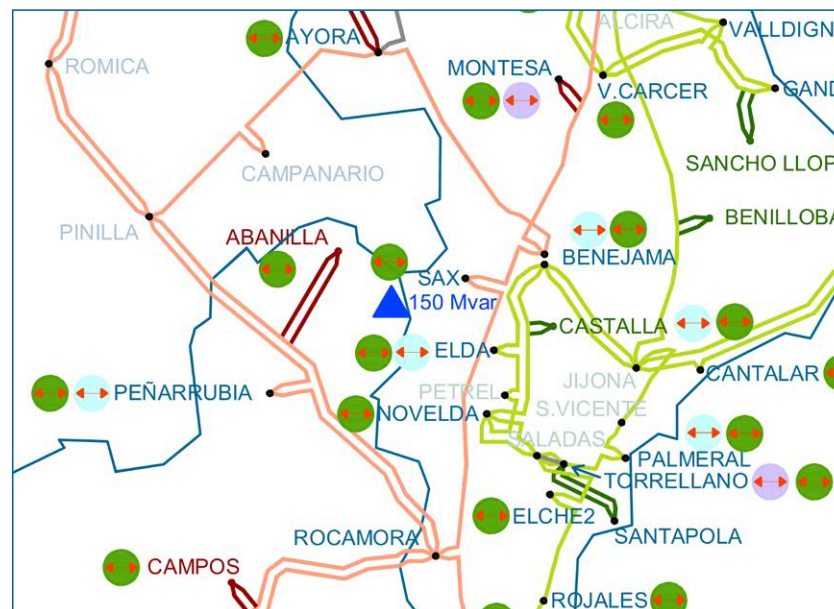 ALCIRA
VALLDIGN
AYORA
ROMICA
MONTESA
V.CARCER
GAND
CAMPANARIO
SANCHO LLOP
PINILLA
BENILLOBA
ABANILLA
BENEJAMA
SAX
150 Mvar
CASTALLA
ELDA
JIJONA
CANTALAR
PEÑARRUBIA
PETREL
NOVELDA
S.VICENTE
SALADAS
PALMERAL
TORRELLANO
ELCHE2
SANTAPOLA
ROCAMORA
CAMPOS
ROJALES